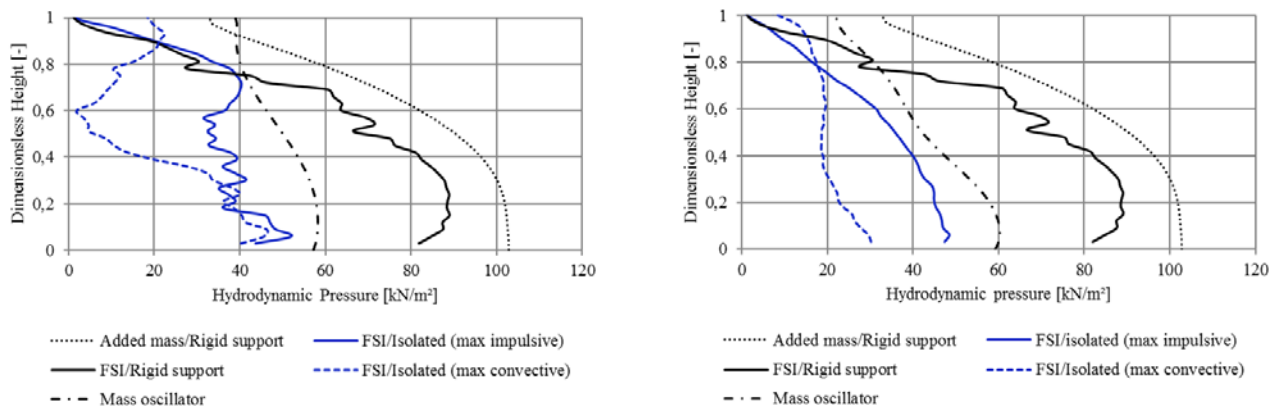 Dimensionless Height [-]
1
0,8
0,6
0,4
0,2
0
0 20 40 60 80 100 120
Hydrodynamic Pressure [kN/m²]
Added mass/Rigid support
FSI/Isolated (max impulsive)
FSI/Rigid support
FSI/Isolated (max convective)
Mass oscillator
Dimensionless Height [-]
1
0,8
0,6
0,4
0,2
0
0 20 40 60 80 100 120
Hydrodynamic pressure [kN/m²]
Added mass/Rigid support
FSI/isolated (max impulsive)
FSI/Rigid support
FSI/Isolated (max convective)
Mass oscillator